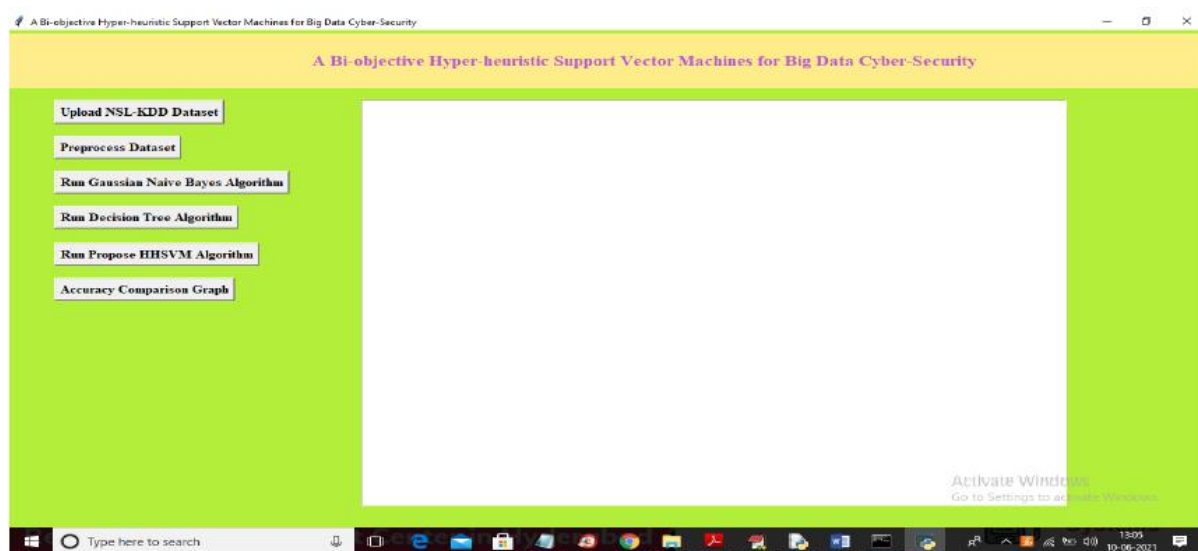 A Bi-objective Hyper-heuristic Support Vector Machines for Big Data Cyber-Security
A Bi-objective Hyper-heuristic Support Vector Machines for Big Data Cyber-Security
Upload NSL-KDD Dataset
Preprocess Dataset
Run Gaussian Naive Bayes Algorithm
Run Decision Tree Algorithm
Run Propose HHSVM Algorithm
Accuracy Comparison Graph
Activate Windows
Go to Settings to activate Windows.
Type here to search
13:05
10-06-2021